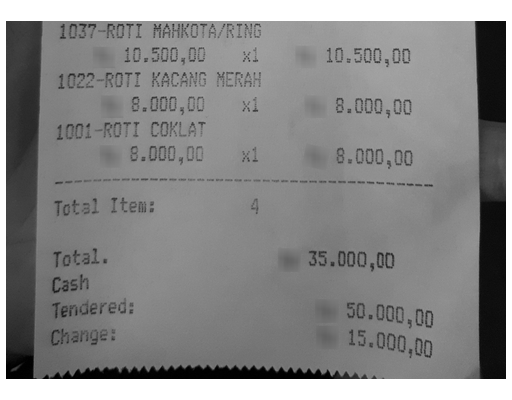 1037-ROTI MAHKOTA/RING
10.500,00 x1 10.500,00
1022-ROTI KACANG MERAH
8.000,00 x1 8.000,00
1001-ROTI COKLAT
8.000,00 x1 8.000,00
Total Item: 4
Total. 35.000,00
Cash
Tendered: 50.000,00
Change: 15.000,00